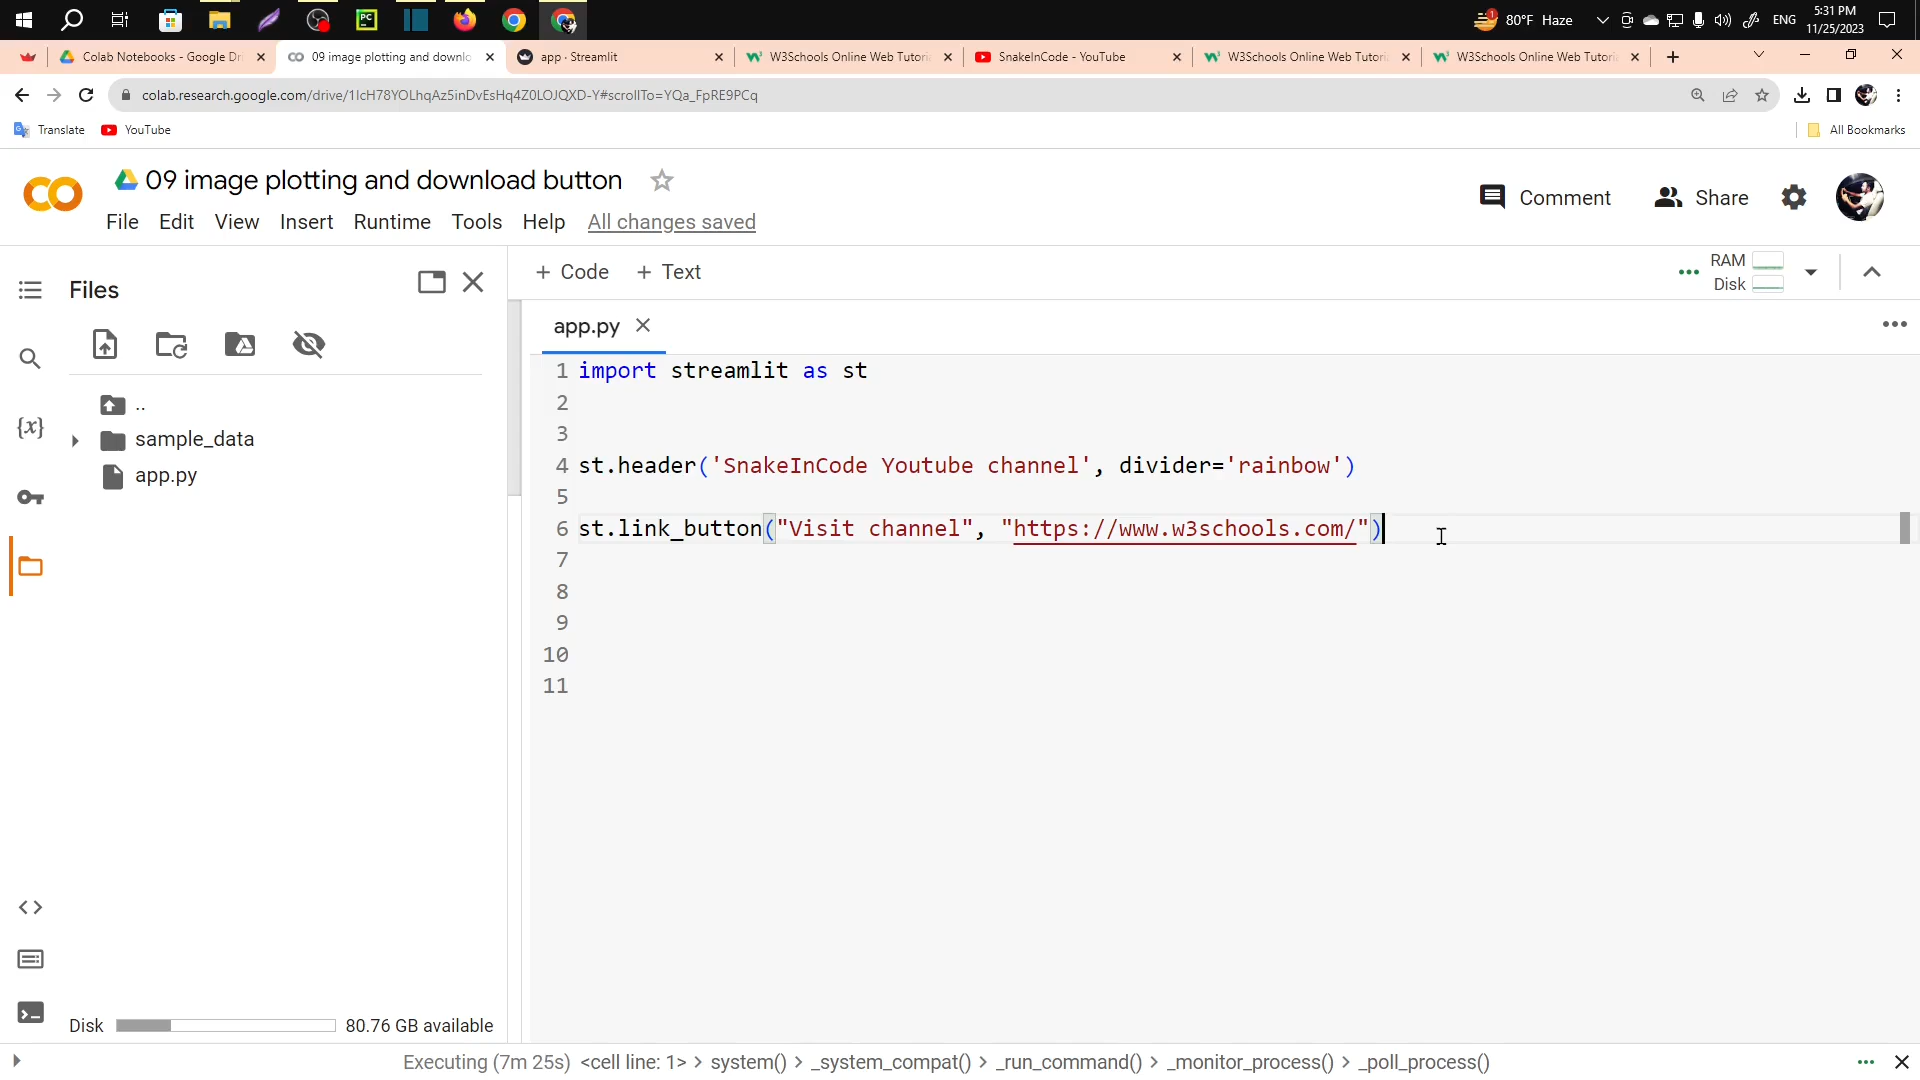 80°F Haze
ENG
5:31 PM
11/25/2023
Colab Notebooks - Google Dri
09 image plotting and downlo
app · Streamlit
W3Schools Online Web Tutoria
SnakeInCode - YouTube
W3Schools Online Web Tutoria
W3Schools Online Web Tutoria
colab.research.google.com/drive/1IcH78YOLhqAz5inDvEsHq4Z0LOJQXD-Y#scrollTo=YQa_FpRE9PCq
Translate
YouTube
All Bookmarks
09 image plotting and download button
File Edit View Insert Runtime Tools Help All changes saved
Comment
Share
Files
+ Code + Text
RAM
Disk
app.py
..
sample_data
app.py
1 import streamlit as st
2
3
4 st.header('SnakeInCode Youtube channel', divider='rainbow')
5
6 st.link_button("Visit channel", "https://www.w3schools.com/")
7
8
9
10
11
Disk 80.76 GB available
Executing (7m 25s) <cell line: 1> > system() > _system_compat() > _run_command() > _monitor_process() > _poll_process()